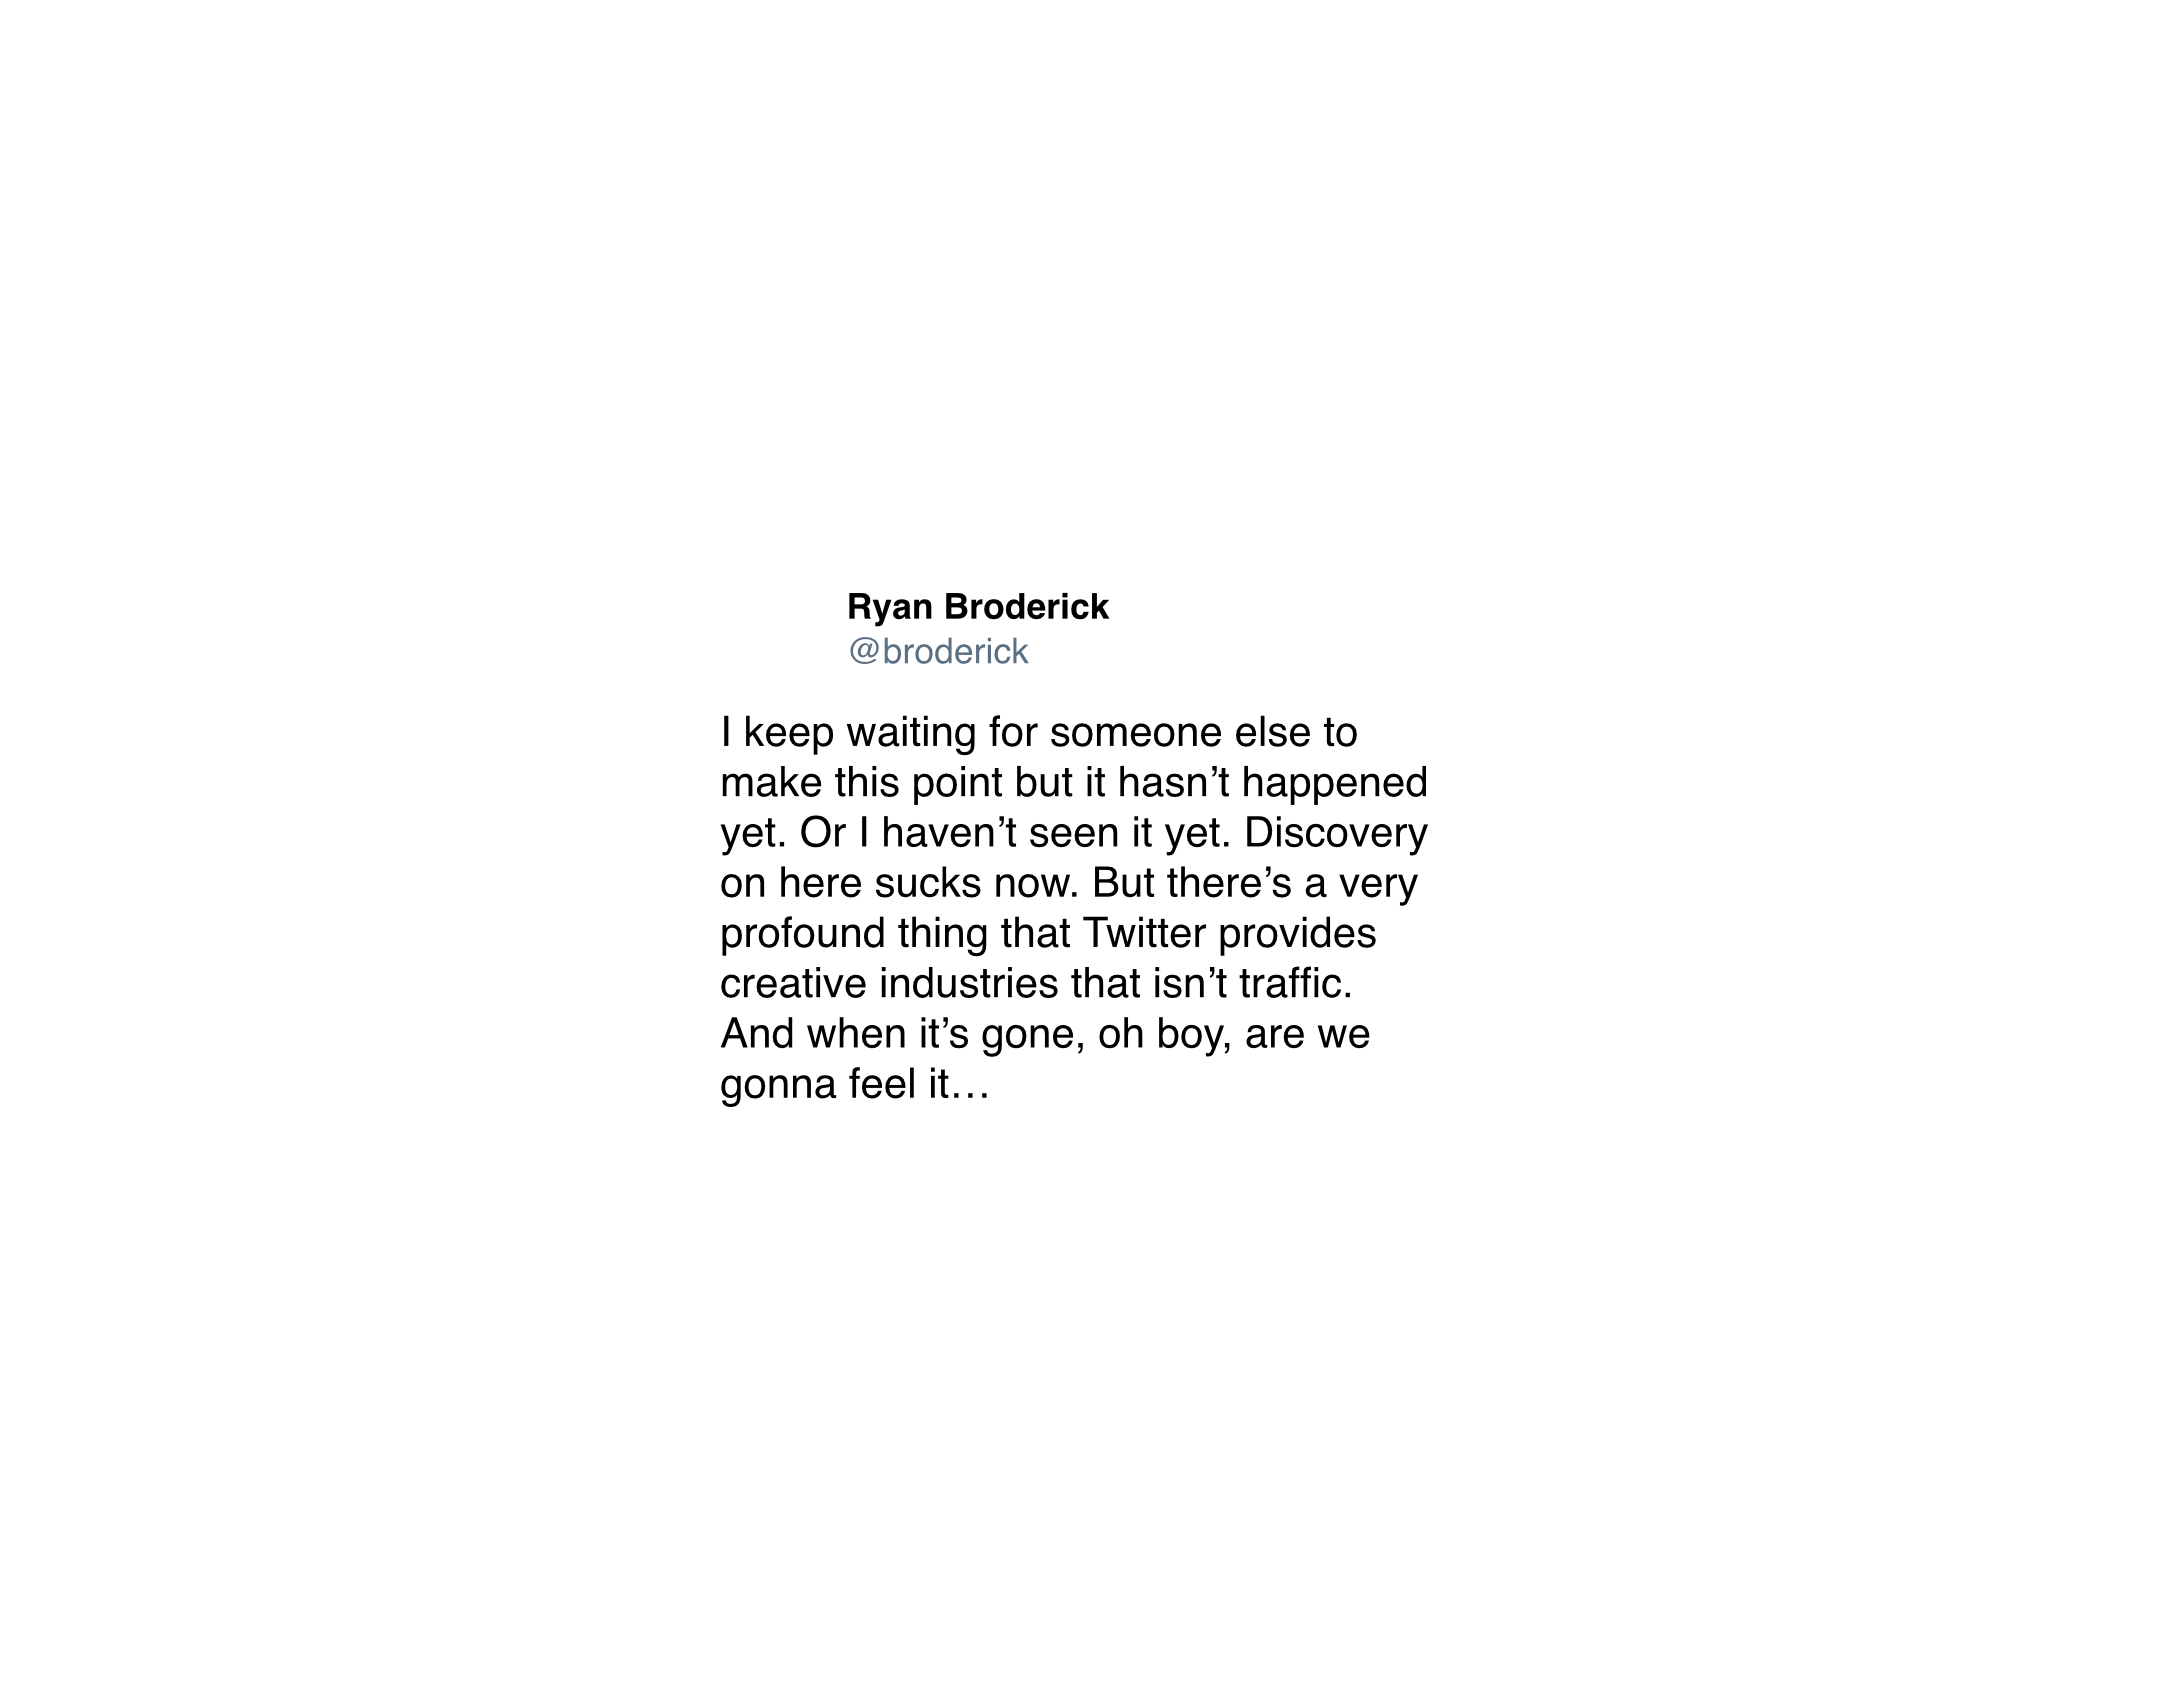 Ryan Broderick
@broderick
I keep waiting for someone else to
make this point but it hasn’t happened
yet. Or I haven’t seen it yet. Discovery
on here sucks now. But there’s a very
profound thing that Twitter provides
creative industries that isn’t traffic.
And when it’s gone, oh boy, are we
gonna feel it…